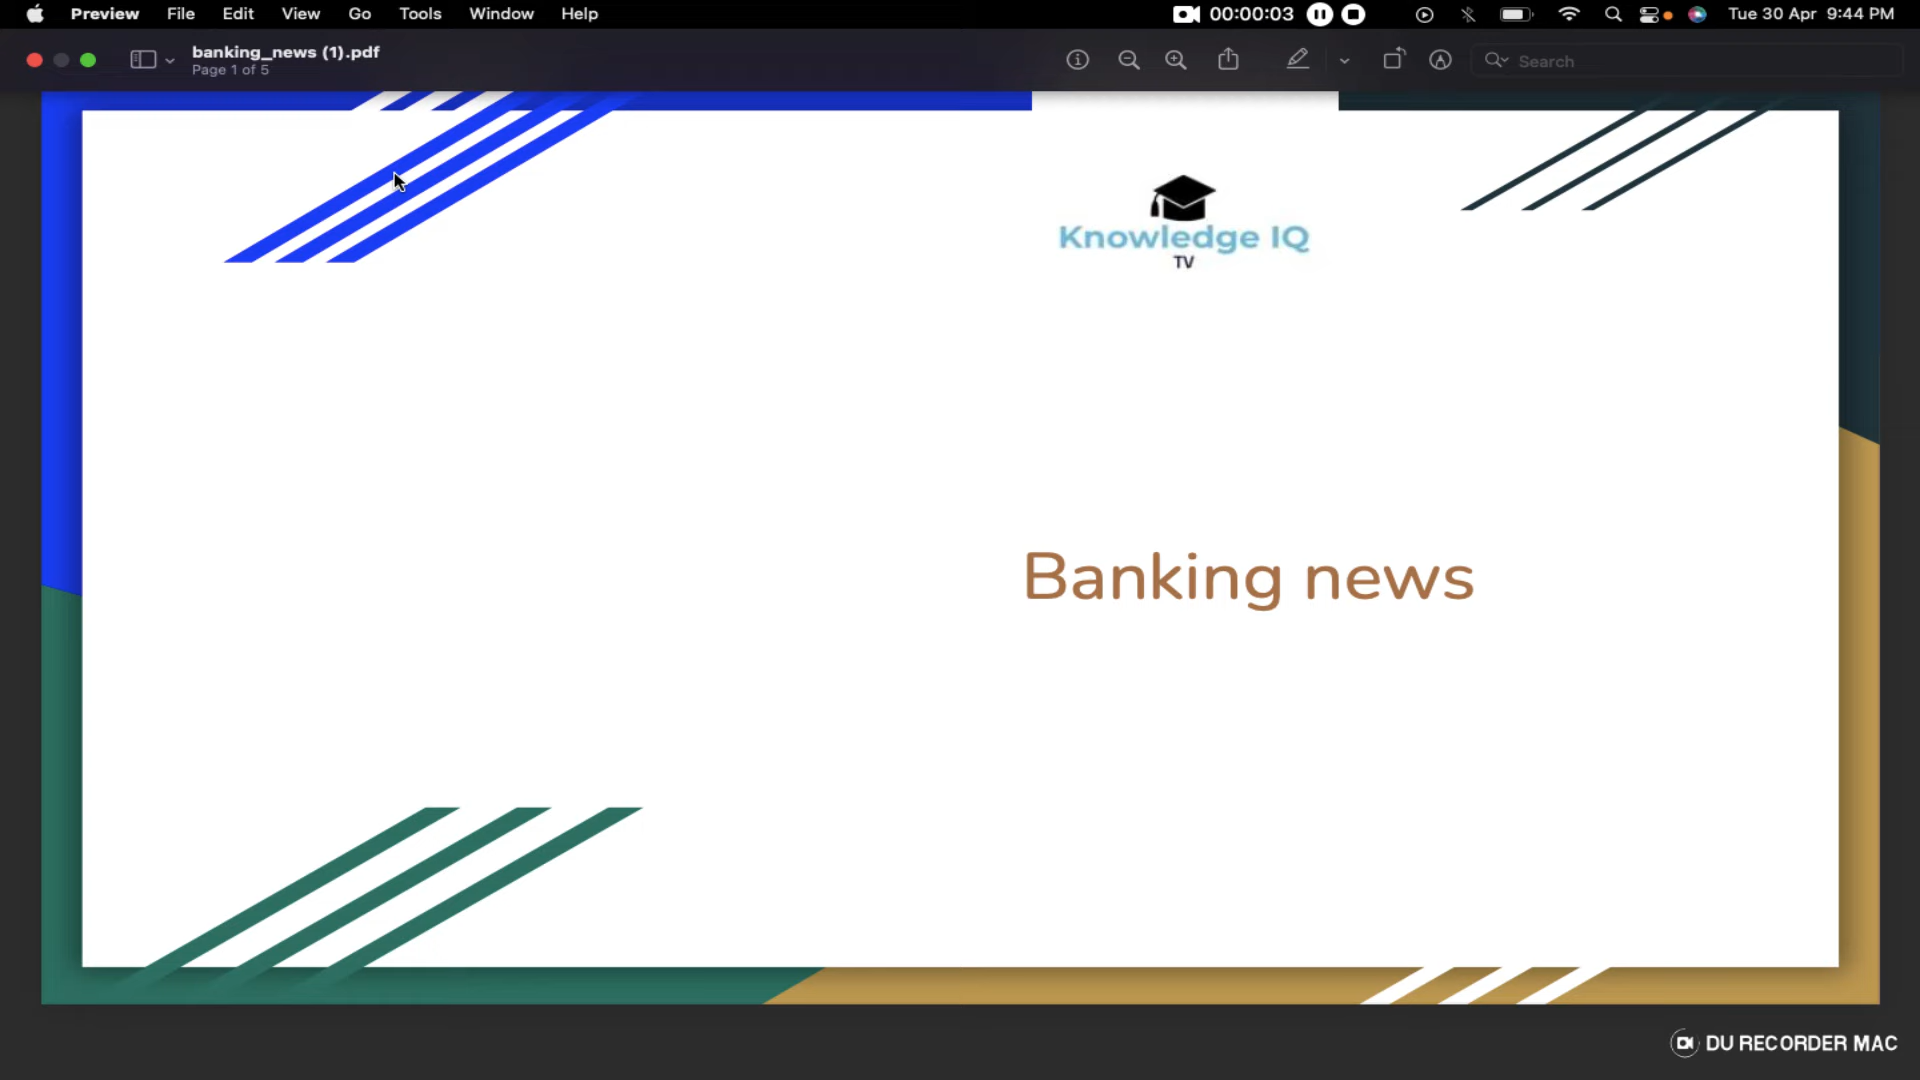 Preview File Edit View Go Tools Window Help 00:00:03 Tue 30 Apr 9:44 PM
banking_news (1).pdf
Page 1 of 5
Search
Knowledge IQ
TV
Banking news
DU RECORDER MAC